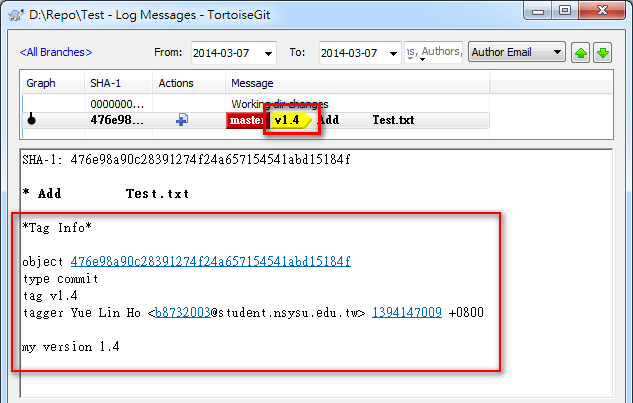 D:\Repo\Test - Log Messages - TortoiseGit
<All Branches> From: 2014-03-07 To: 2014-03-07 s, Authors, Author Email
Graph SHA-1 Actions Message
0000000... Working dir changes
476e98... master v1.4 Add Test.txt
SHA-1: 476e98a90c28391274f24a657154541abd15184f
* Add Test.txt
*Tag Info*
object 476e98a90c28391274f24a657154541abd15184f
type commit
tag v1.4
tagger Yue Lin Ho <b8732003@student.nsysu.edu.tw> 1394147009 +0800
my version 1.4